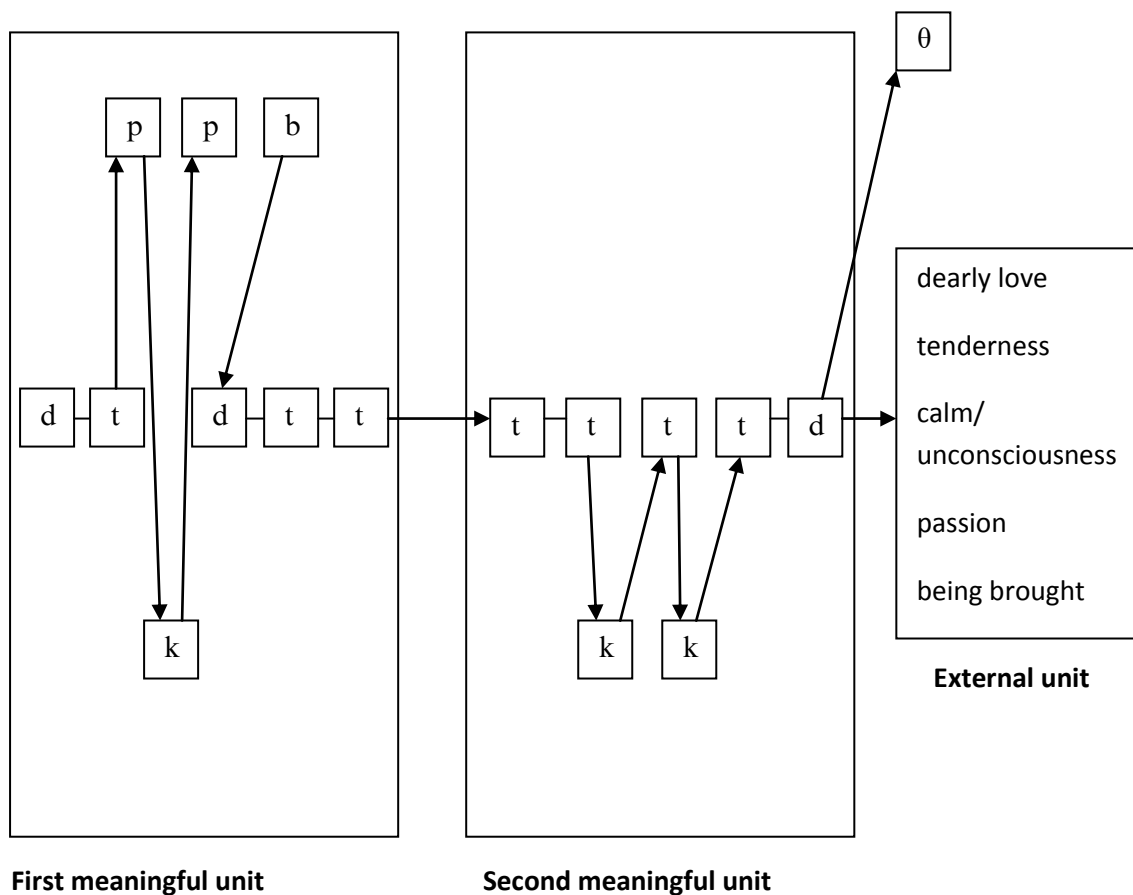 θ
p p b
d t d t t
k
t t t t d
k k
dearly love
tenderness
calm/
unconsciousness
passion
being brought
External unit
First meaningful unit
Second meaningful unit